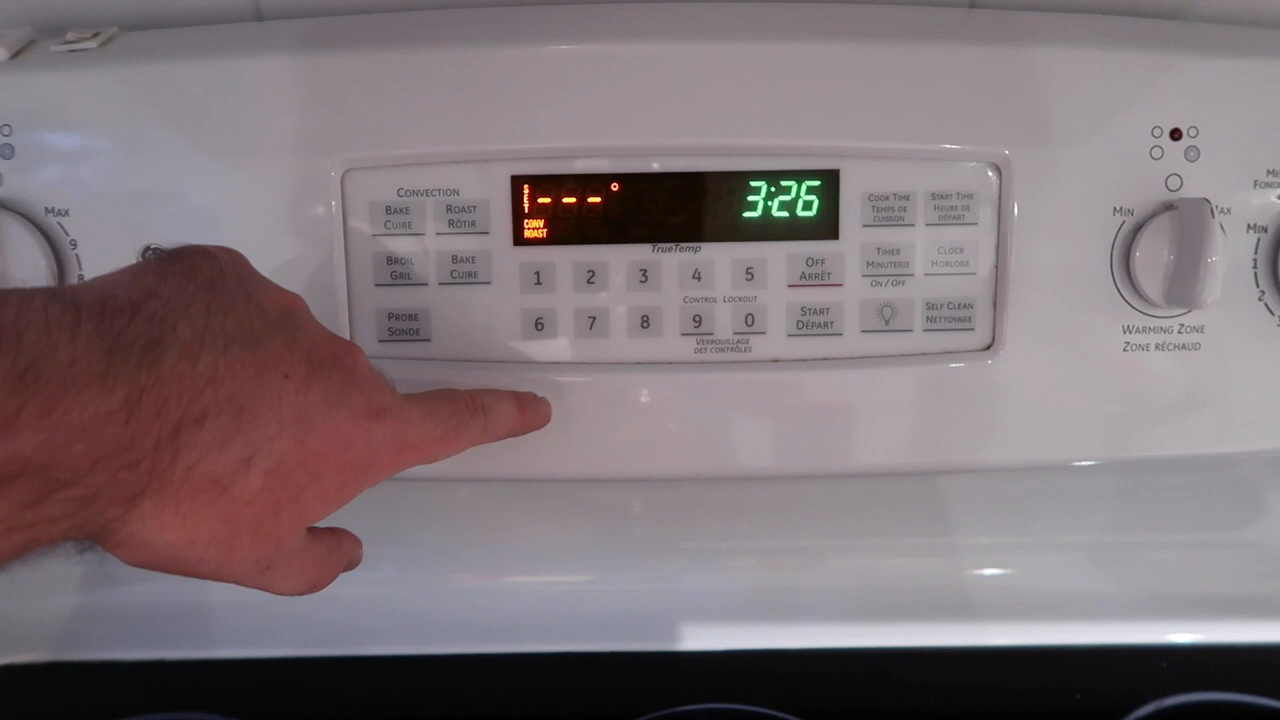 MAX
9
8
CONVECTION
BAKE
CUIRE
ROAST
RÔTIR
BROIL
GRIL
BAKE
CUIRE
PROBE
SONDE
SET
---°
CONV
ROAST
3:26
TrueTemp
1 2 3 4 5
CONTROL LOCKOUT
6 7 8 9 0
VERROUILLAGE
DES CONTRÔLES
OFF
ARRÊT
START
DÉPART
COOK TIME
TEMPS DE
CUISSON
START TIME
HEURE DE
DÉPART
TIMER
MINUTERIE
ON / OFF
CLOCK
HORLOGE
SELF CLEAN
NETTOYAGE
MIN
WARMING ZONE
ZONE RÉCHAUD
MIN
1
2